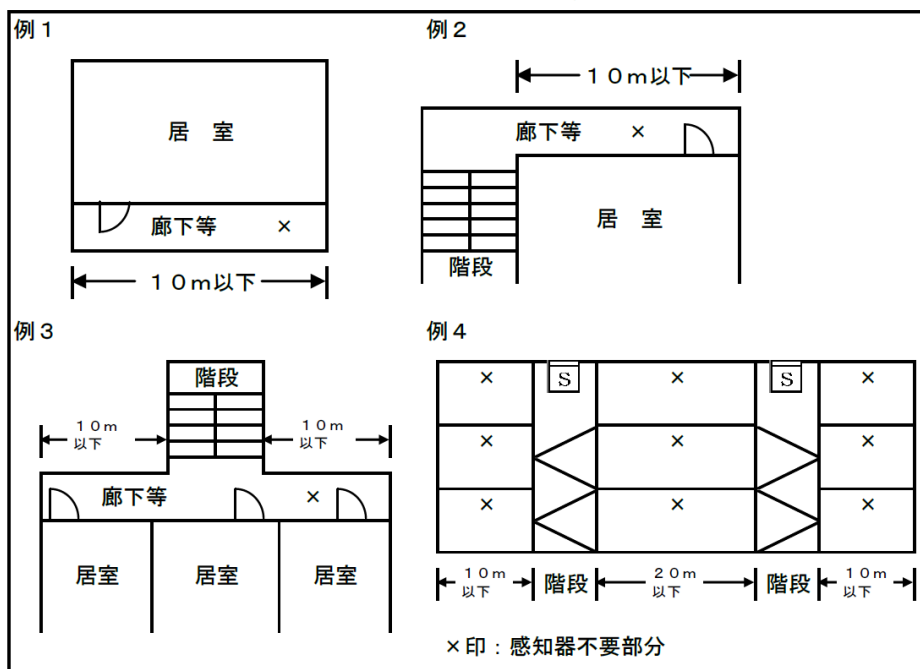 例1
居 室
廊下等 ×
10m以下
例2
10m以下
廊下等 ×
居 室
階段
例3
階段
10m
以下
10m
以下
廊下等 ×
居室 居室 居室
例4
× S × S ×
× × ×
× × ×
10m
以下
階段
20m
以下
階段
10m
以下
×印:感知器不要部分